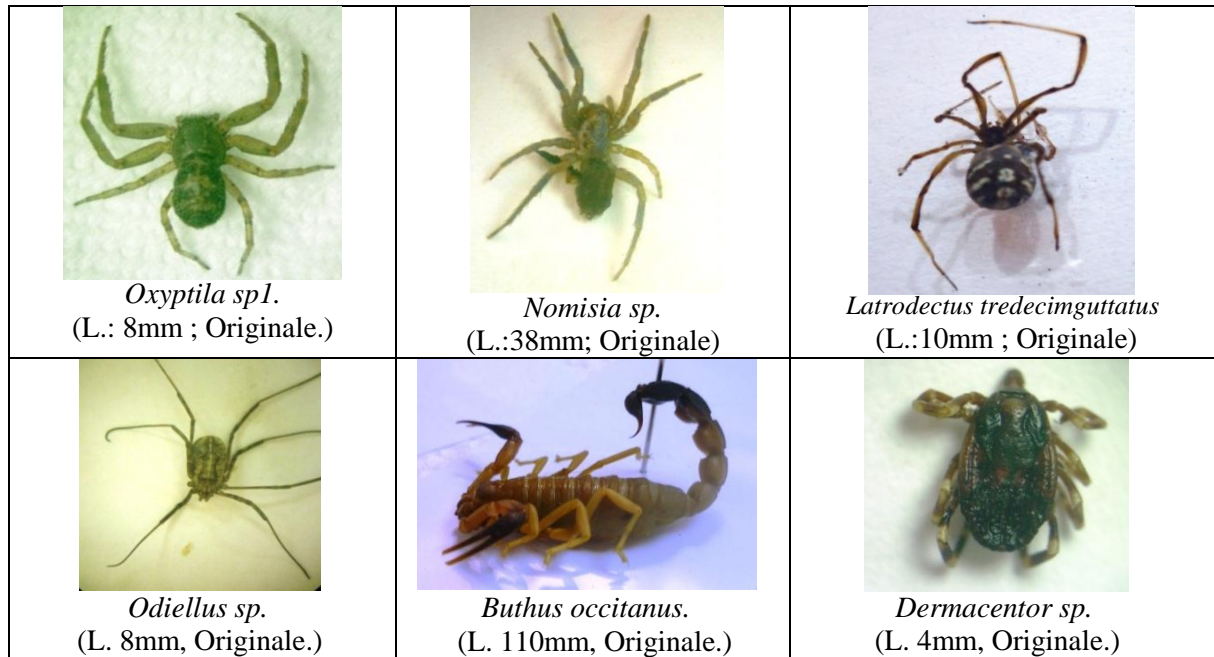 Oxyptila sp1.
(L.: 8mm ; Originale.)
Nomisia sp.
(L.:38mm; Originale)
Latrodectus tredecimguttatus
(L.:10mm ; Originale)
Odiellus sp.
(L. 8mm, Originale.)
Buthus occitanus.
(L. 110mm, Originale.)
Dermacentor sp.
(L. 4mm, Originale.)